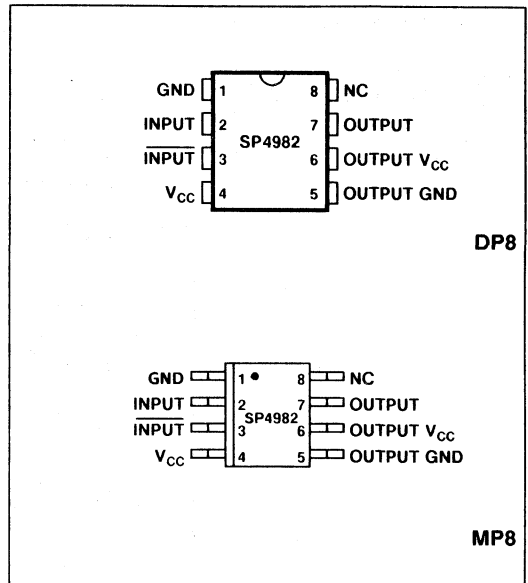 GND 1 8 NC
INPUT 2 7 OUTPUT
SP4982
I̅N̅P̅U̅T̅ 3 6 OUTPUT VCC
VCC 4 5 OUTPUT GND
DP8
GND 1 8 NC
INPUT 2 7 OUTPUT
SP4982
I̅N̅P̅U̅T̅ 3 6 OUTPUT VCC
VCC 4 5 OUTPUT GND
MP8